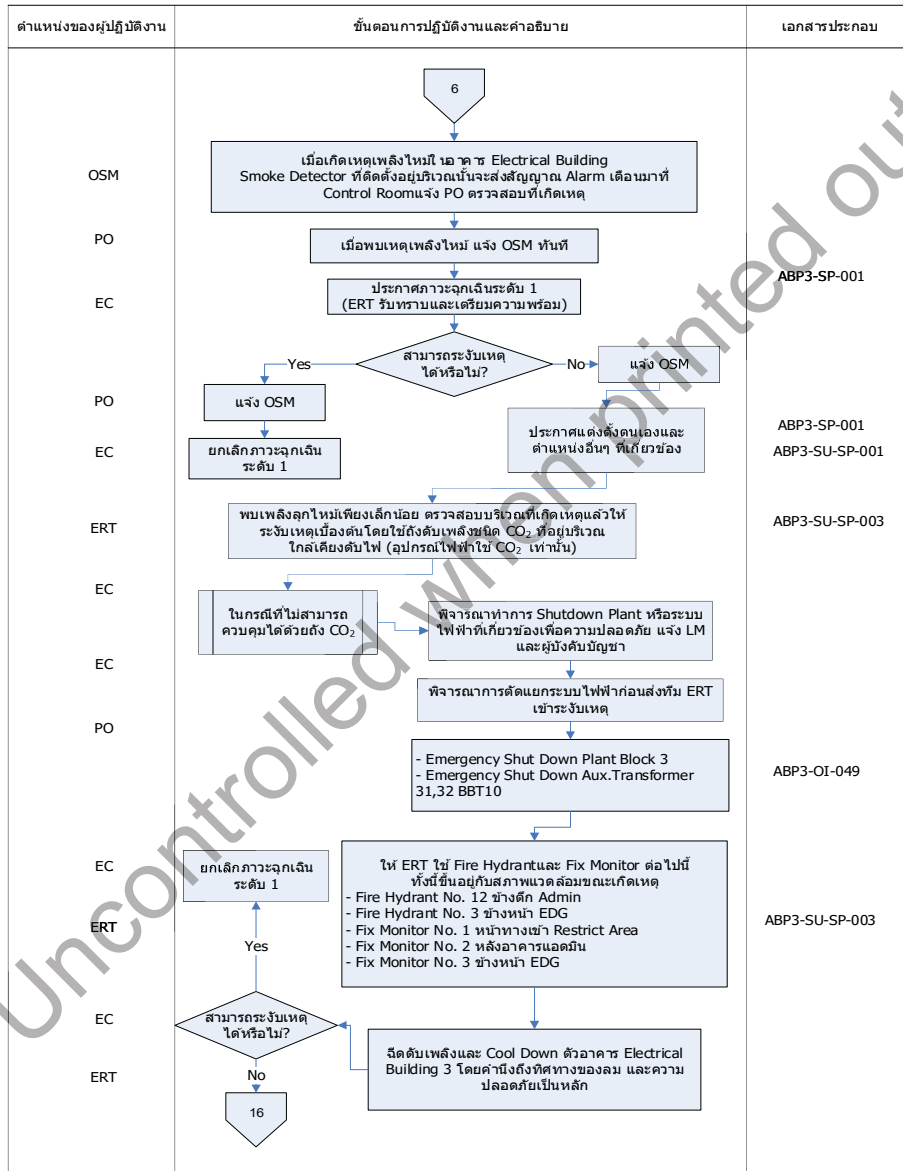 ตำแหน่งของผู้ปฏิบัติงาน
ขั้นตอนการปฏิบัติงานและคำอธิบาย
เอกสารประกอบ
6
OSM
เมื่อเกิดเหตุเพลิงไหม้ในอาคาร Electrical Building
Smoke Detector ที่ติดตั้งอยู่บริเวณนั้นจะส่งสัญญาณ Alarm เตือนมาที่
Control Roomแจ้ง PO ตรวจสอบที่เกิดเหตุ
PO
เมื่อพบเหตุเพลิงไหม้ แจ้ง OSM ทันที
ABP3-SP-001
EC
ประกาศภาวะฉุกเฉินระดับ 1
(ERT รับทราบและเตรียมความพร้อม)
สามารถระงับเหตุ
ได้หรือไม่?
Yes
No
แจ้ง OSM
PO
แจ้ง OSM
ABP3-SP-001
EC
ยกเลิกภาวะฉุกเฉิน
ระดับ 1
ประกาศแต่งตั้งตนเองและ
ตำแหน่งอื่นๆ ที่เกี่ยวข้อง
ABP3-SU-SP-001
ERT
พบเพลิงลุกไหม้เพียงเล็กน้อย ตรวจสอบบริเวณที่เกิดเหตุแล้วให้
ระงับเหตุเบื้องต้นโดยใช้ถังดับเพลิงชนิด CO2 ที่อยู่บริเวณ
ใกล้เคียงดับไฟ (อุปกรณ์ไฟฟ้าใช้ CO2 เท่านั้น)
ABP3-SU-SP-003
EC
ในกรณีที่ไม่สามารถ
ควบคุมได้ด้วยถัง CO2
พิจารณาทำการ Shutdown Plant หรือระบบ
ไฟฟ้าที่เกี่ยวข้องเพื่อความปลอดภัย แจ้ง LM
และผู้บังคับบัญชา
EC
พิจารณาการตัดแยกระบบไฟฟ้าก่อนส่งทีม ERT
เข้าระงับเหตุ
PO
- Emergency Shut Down Plant Block 3
- Emergency Shut Down Aux.Transformer
31,32 BBT10
ABP3-OI-049
EC
ยกเลิกภาวะฉุกเฉิน
ระดับ 1
ให้ ERT ใช้ Fire Hydrantและ Fix Monitor ต่อไปนี้
ทั้งนี้ขึ้นอยู่กับสภาพแวดล้อมขณะเกิดเหตุ
- Fire Hydrant No. 12 ข้างตึก Admin
- Fire Hydrant No. 3 ข้างหน้า EDG
- Fix Monitor No. 1 หน้าทางเข้า Restrict Area
- Fix Monitor No. 2 หลังอาคารแอดมิน
- Fix Monitor No. 3 ข้างหน้า EDG
ERT
ABP3-SU-SP-003
Yes
EC
สามารถระงับเหตุ
ได้หรือไม่?
ฉีดดับเพลิงและ Cool Down ตัวอาคาร Electrical
Building 3 โดยคำนึงถึงทิศทางของลม และความ
ปลอดภัยเป็นหลัก
ERT
No
16
Uncontrolled when printed out